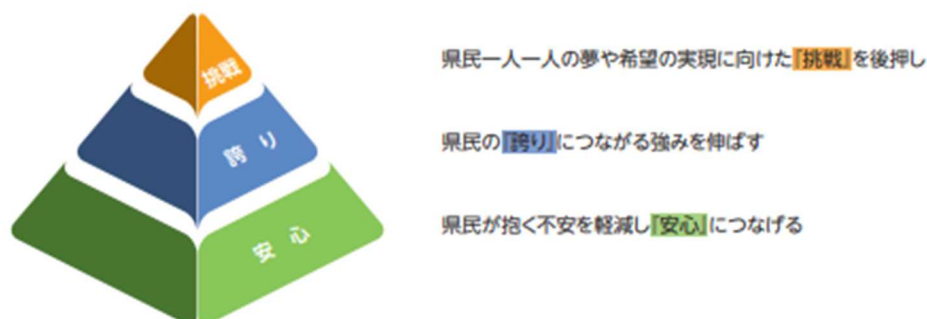 挑戦
県民一人一人の夢や希望の実現に向けた『挑戦』を後押し
誇り
県民の『誇り』につながる強みを伸ばす
安心
県民が抱く不安を軽減し『安心』につなげる